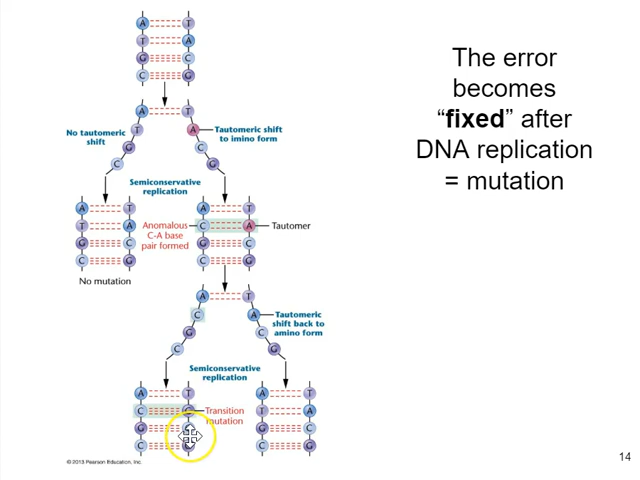 The error
becomes
“fixed” after
DNA replication
= mutation
A T
T A
G C
C G
A T
No tautomeric
shift
T A
Tautomeric shift
to imino form
G C
C G
Semiconservative
replication
A T
T A
G C
C G
No mutation
Anomalous
C-A base
pair formed
A T
C A
G C
C G
Tautomer
A T
C A
Tautomeric
shift back to
amino form
G C
C G
Semiconservative
replication
A T
C G
G C
C
Transition
mutation
A T
T A
G C
C G
© 2013 Pearson Education, Inc.
14